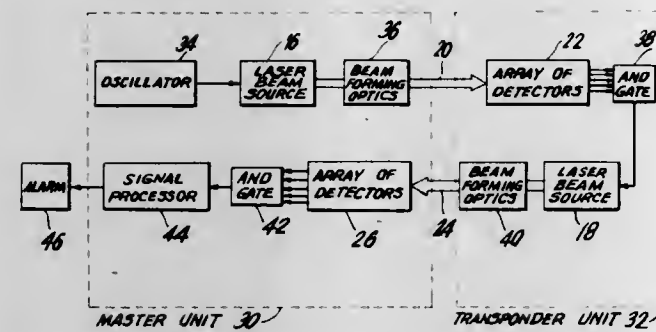 34
16
36
20
22
38
OSCILLATOR
LASER
BEAM
SOURCE
BEAM
FORMING
OPTICS
ARRAY OF
DETECTORS
AND
GATE
ALARM
SIGNAL
PROCESSOR
AND
GATE
ARRAY OF
DETECTORS
BEAM
FORMING
OPTICS
LASER
BEAM
SOURCE
46
44
42
26
24
40
18
MASTER UNIT 30
TRANSPONDER UNIT 32